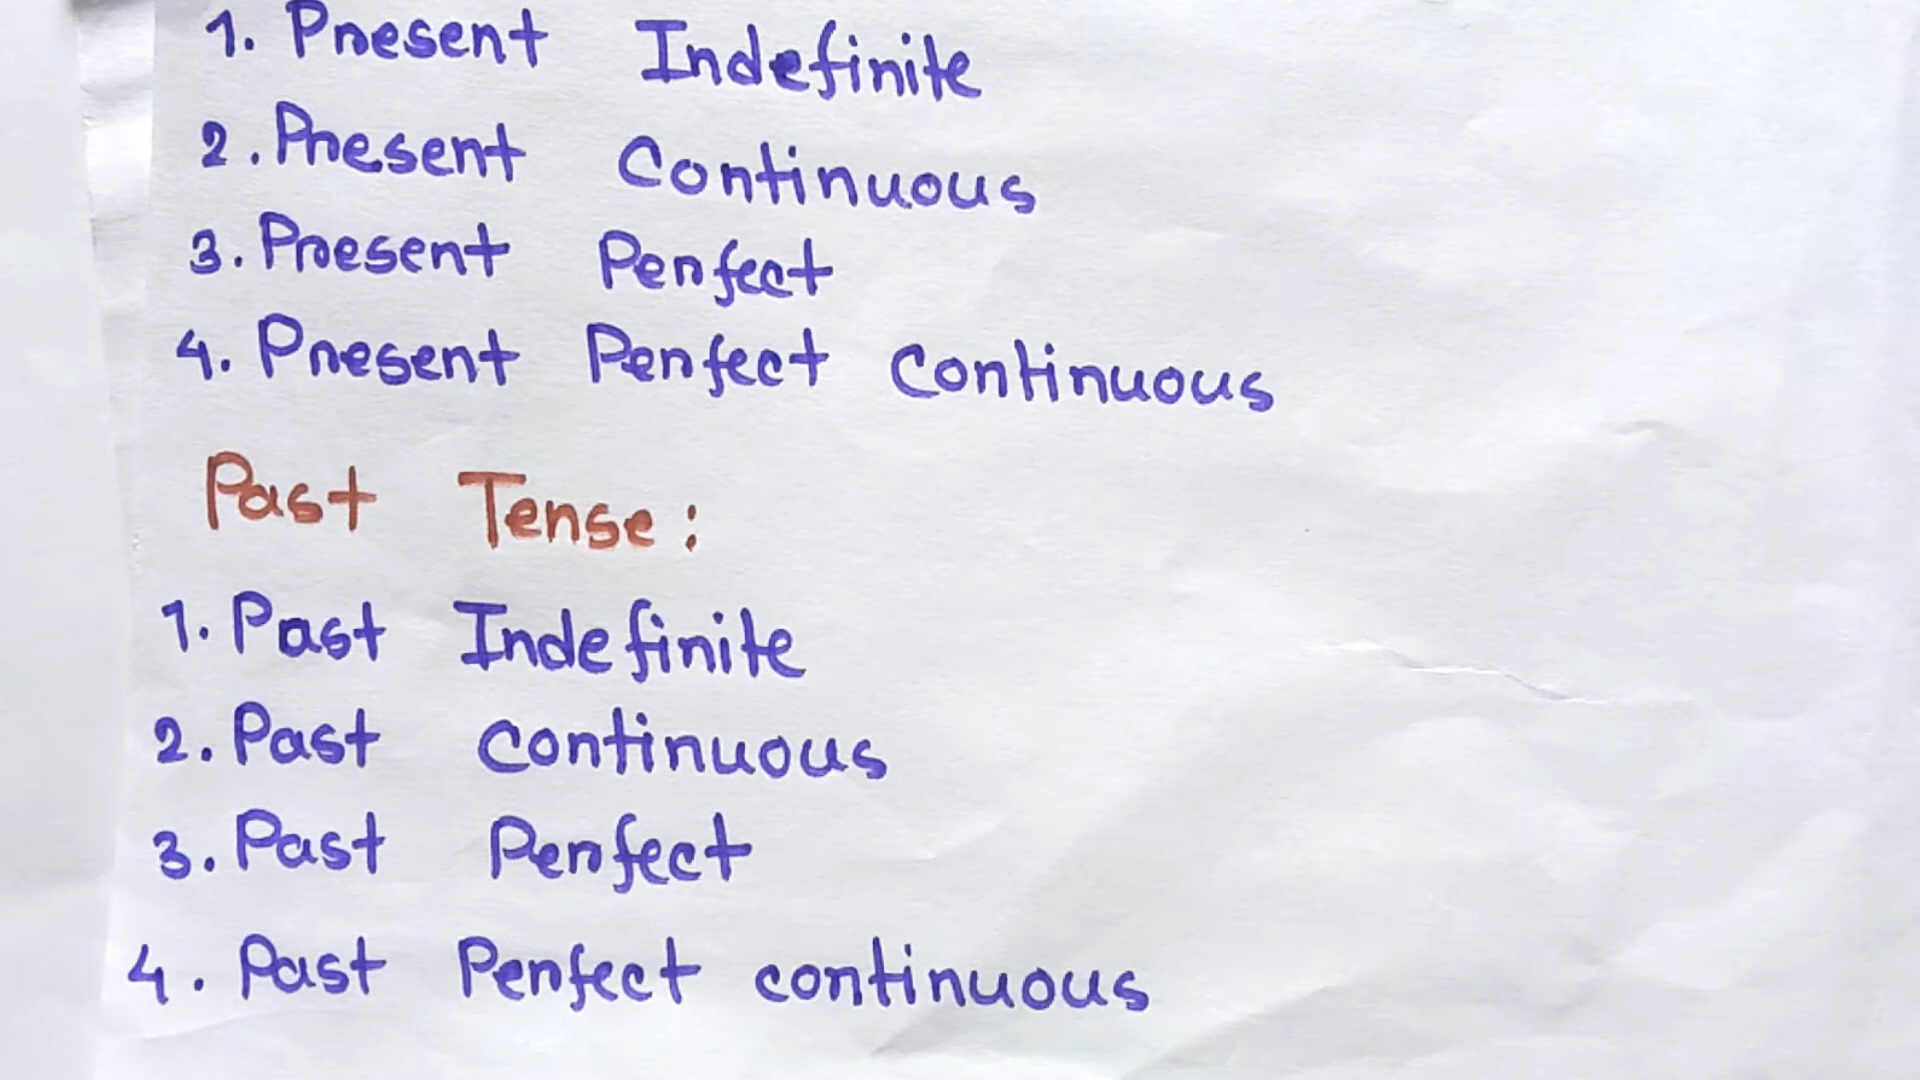 1. Present Indefinite
2. Present Continuous
3. Present Perfect
4. Present Perfect Continuous
Past Tense:
1. Past Indefinite
2. Past continuous
3. Past Perfect
4. Past Perfect continuous